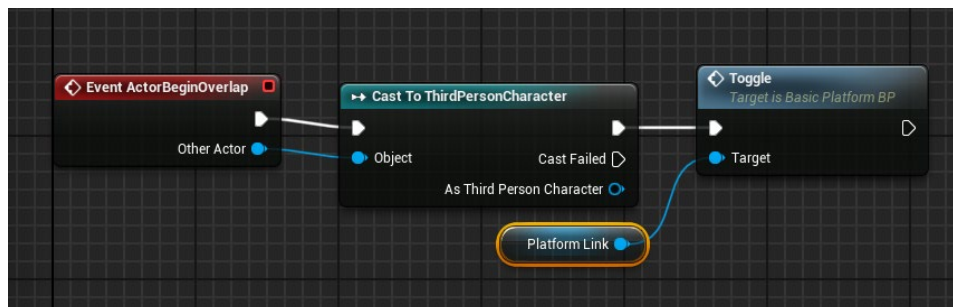 Event ActorBeginOverlap
Other Actor
Cast To ThirdPersonCharacter
Object
Cast Failed
As Third Person Character
Platform Link
Toggle
Target is Basic Platform BP
Target